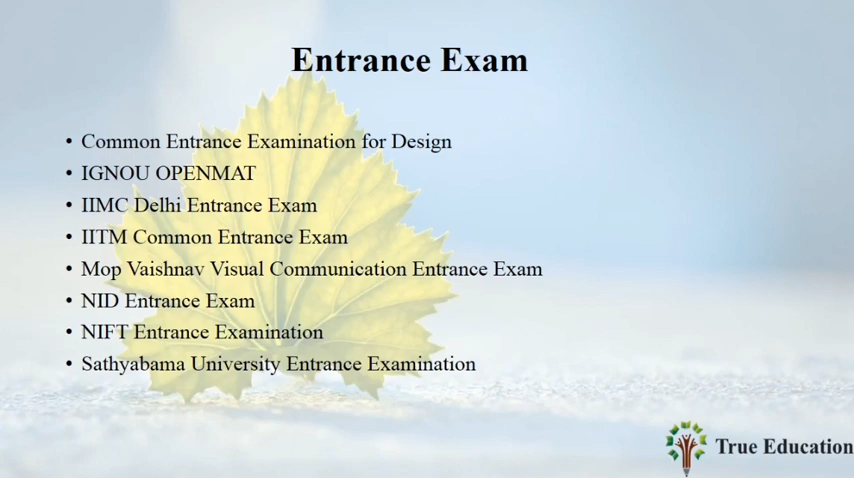 Entrance Exam
• Common Entrance Examination for Design
• IGNOU OPENMAT
• IIMC Delhi Entrance Exam
• IITM Common Entrance Exam
• Mop Vaishnav Visual Communication Entrance Exam
• NID Entrance Exam
• NIFT Entrance Examination
• Sathyabama University Entrance Examination
True Education